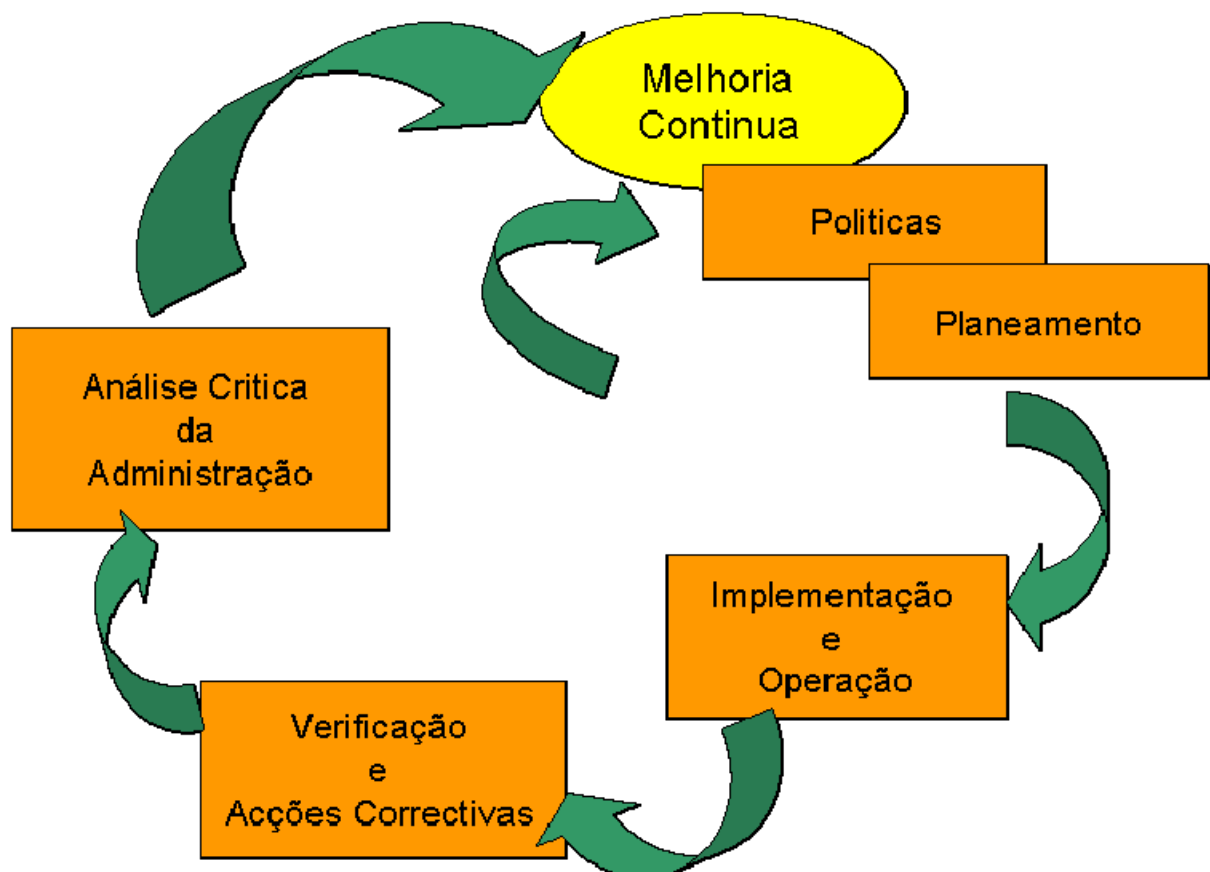 Melhoria
Continua
Politicas
Planeamento
Implementação
e
Operação
Verificação
e
Acções Correctivas
Análise Critica
da
Administração